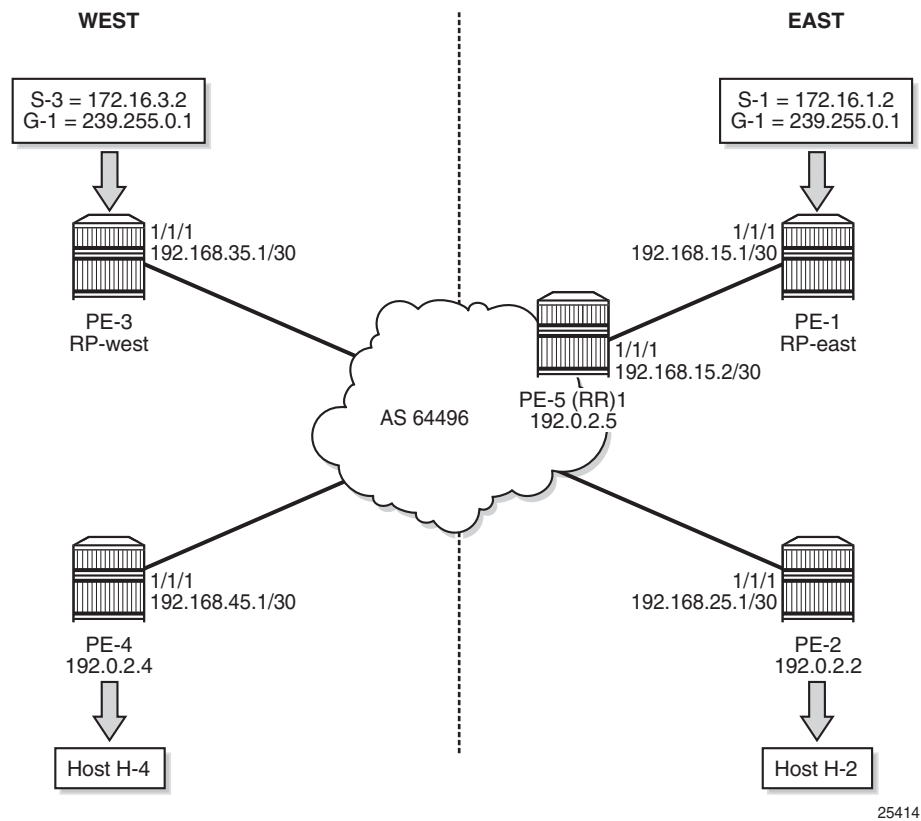 WEST
EAST
S-3 = 172.16.3.2
G-1 = 239.255.0.1
S-1 = 172.16.1.2
G-1 = 239.255.0.1
1/1/1
192.168.35.1/30
1/1/1
192.168.15.1/30
PE-3
RP-west
PE-1
RP-east
1/1/1
192.168.15.2/30
PE-5 (RR)1
192.0.2.5
AS 64496
1/1/1
192.168.45.1/30
1/1/1
192.168.25.1/30
PE-4
192.0.2.4
PE-2
192.0.2.2
Host H-4
Host H-2
25414